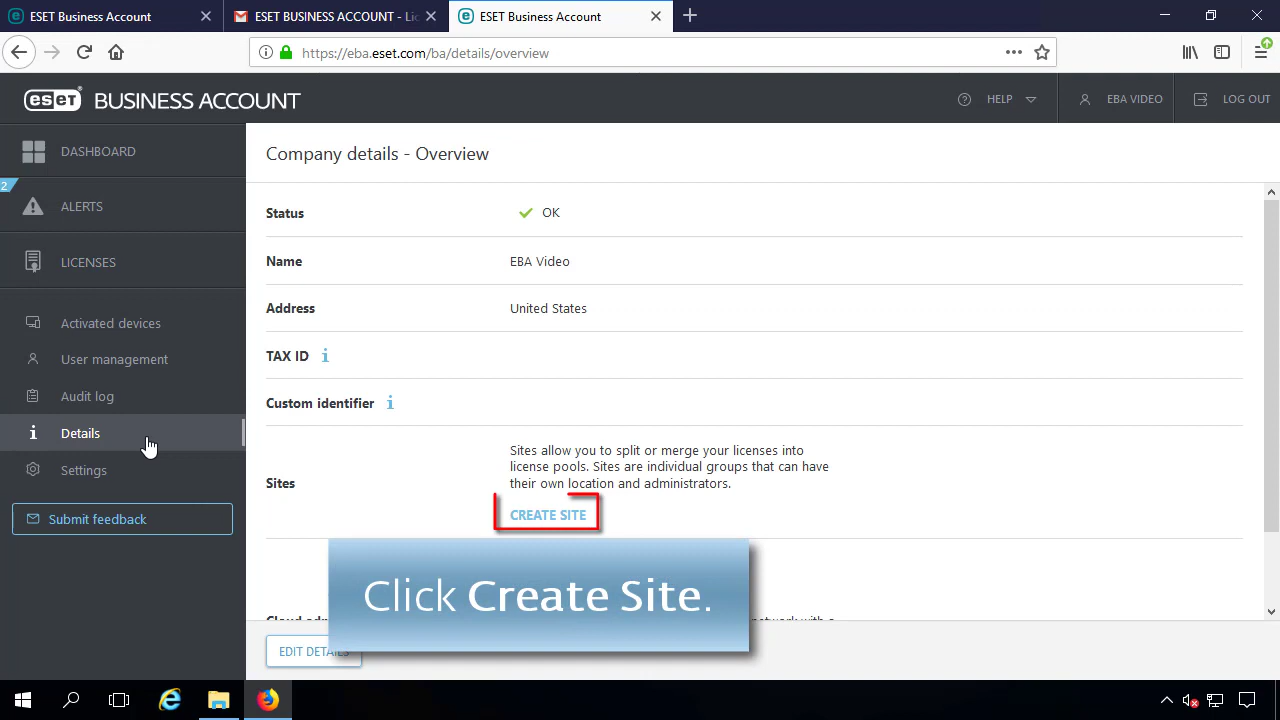 ESET Business Account
ESET BUSINESS ACCOUNT - Lic
ESET Business Account
https://eba.eset.com/ba/details/overview
eset BUSINESS ACCOUNT
HELP
EBA VIDEO
LOG OUT
DASHBOARD
2
ALERTS
LICENSES
Activated devices
User management
Audit log
Details
Settings
Submit feedback
Company details - Overview
Status
OK
Name
EBA Video
Address
United States
TAX ID
Custom identifier
Sites
Sites allow you to split or merge your licenses into
license pools. Sites are individual groups that can have
their own location and administrators.
CREATE SITE
Click Create Site.
EDIT DETAILS